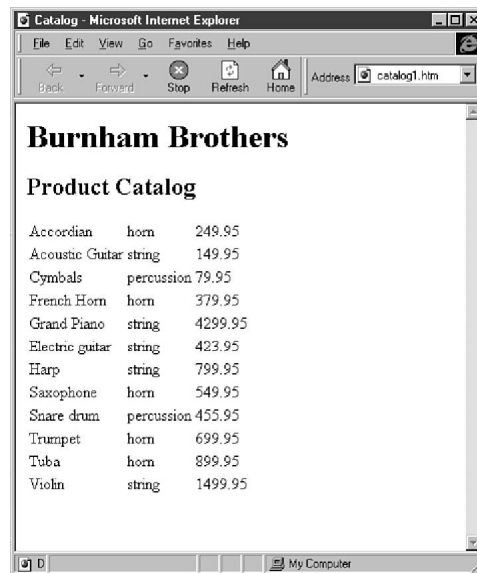 Catalog - Microsoft Internet Explorer
File Edit View Go Favorites Help
Back Forward Stop Refresh Home Address catalog1.htm
Burnham Brothers
Product Catalog
Accordian horn 249.95
Acoustic Guitar string 149.95
Cymbals percussion 79.95
French Horn horn 379.95
Grand Piano string 4299.95
Electric guitar string 423.95
Harp string 799.95
Saxophone horn 549.95
Snare drum percussion 455.95
Trumpet horn 699.95
Tuba horn 899.95
Violin string 1499.95
D My Computer